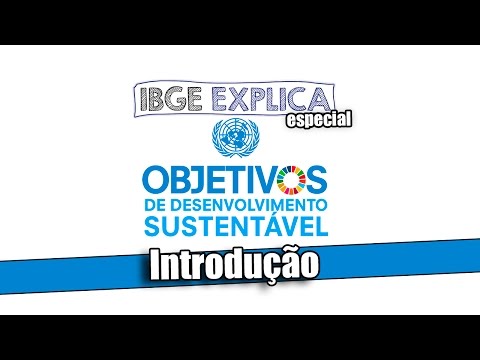 IBGE EXPLICA
especial
OBJETIVOS
DE DESENVOLVIMENTO
SUSTENTÁVEL
Introdução